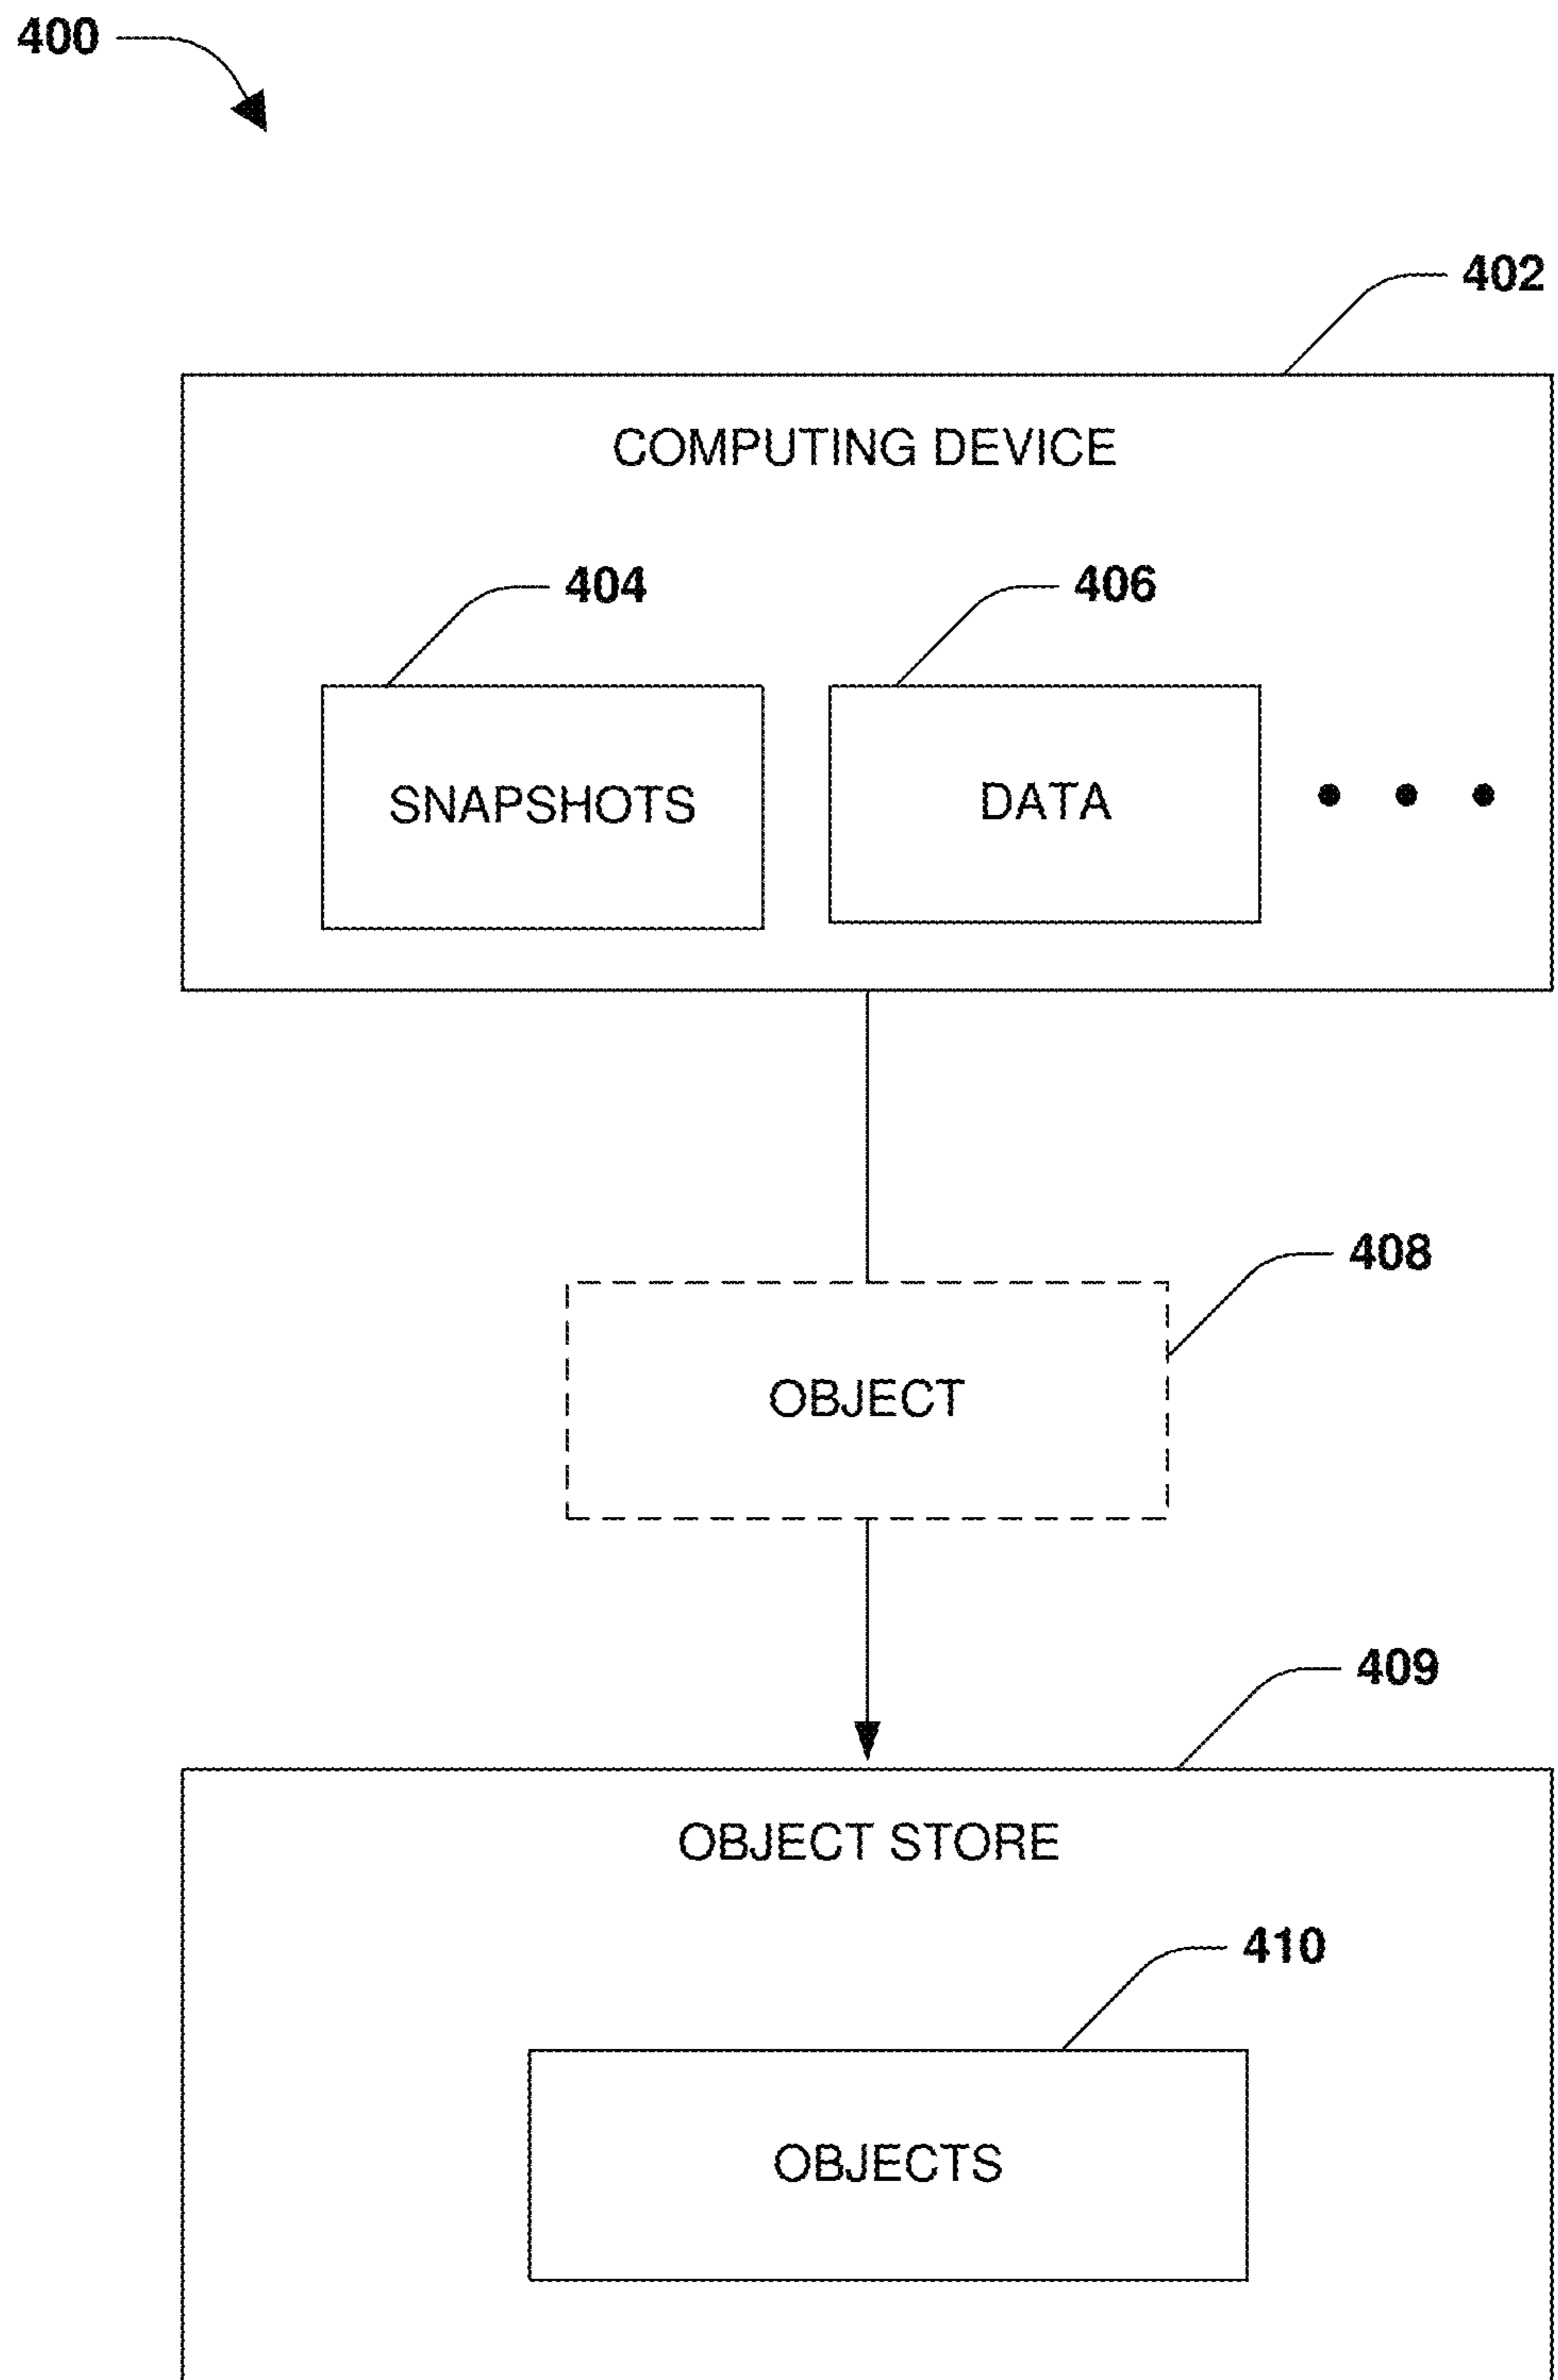 400
402
COMPUTING DEVICE
404
406
SNAPSHOTS
DATA
408
OBJECT
409
OBJECT STORE
410
OBJECTS